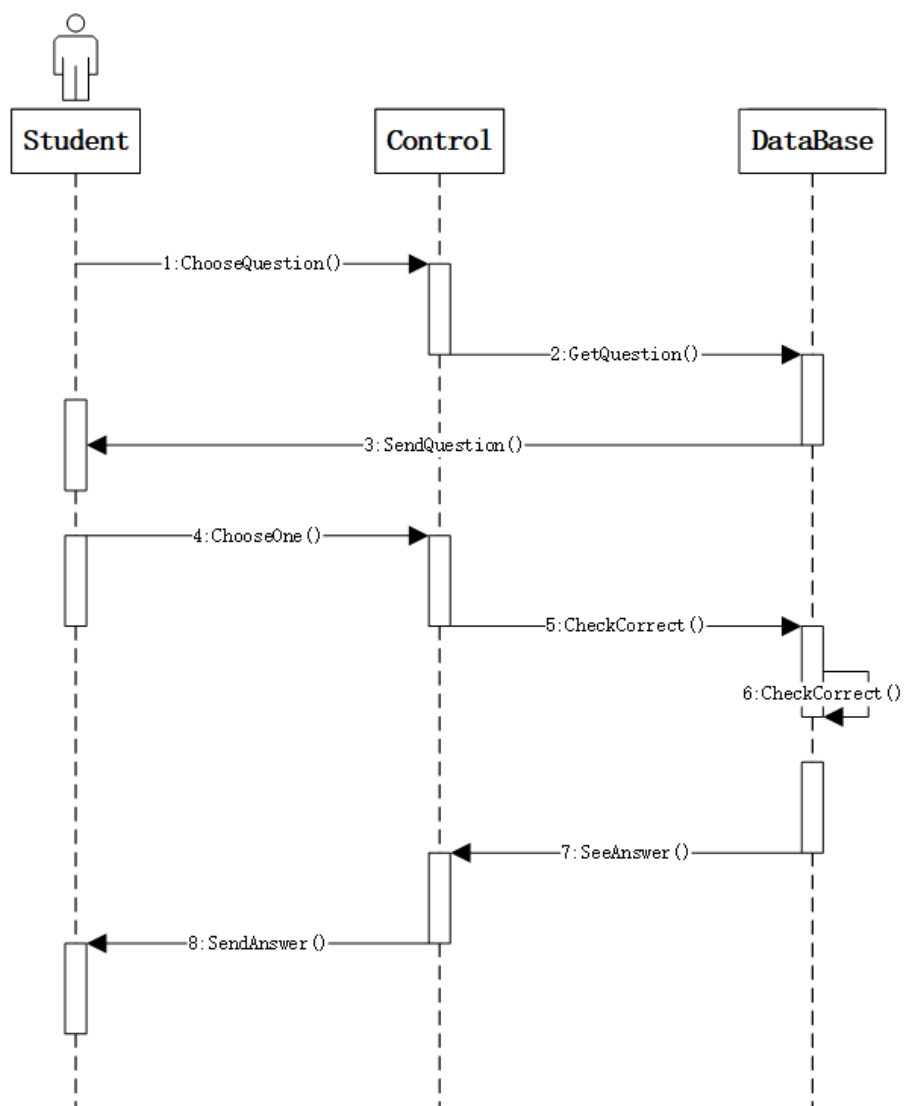 Student
Control
DataBase
1:ChooseQuestion()
2:GetQuestion()
3:SendQuestion()
4:ChooseOne()
5:CheckCorrect()
6:CheckCorrect()
7:SeeAnswer()
8:SendAnswer()